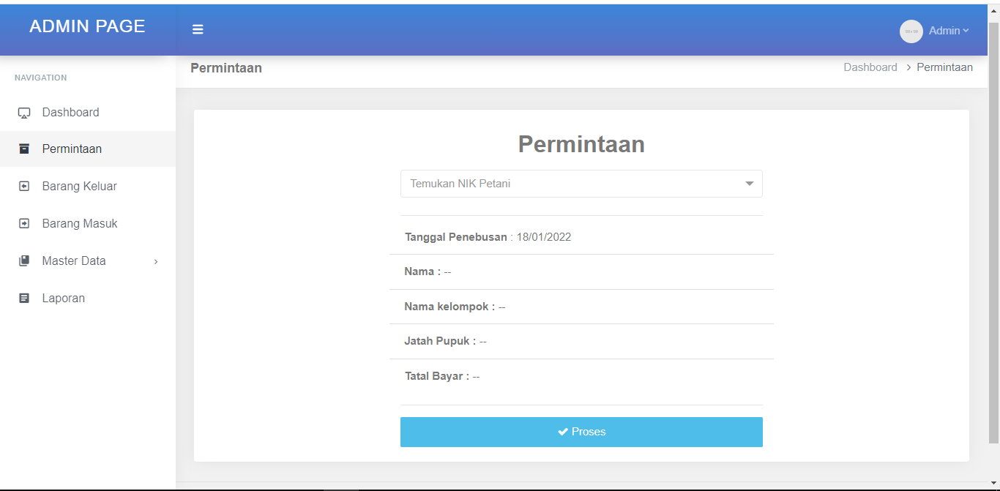 ADMIN PAGE
Admin
NAVIGATION
Dashboard
Permintaan
Barang Keluar
Barang Masuk
Master Data
Laporan
Permintaan
Dashboard > Permintaan
Permintaan
Temukan NIK Petani
Tanggal Penebusan : 18/01/2022
Nama : --
Nama kelompok : --
Jatah Pupuk : --
Tatal Bayar : --
Proses